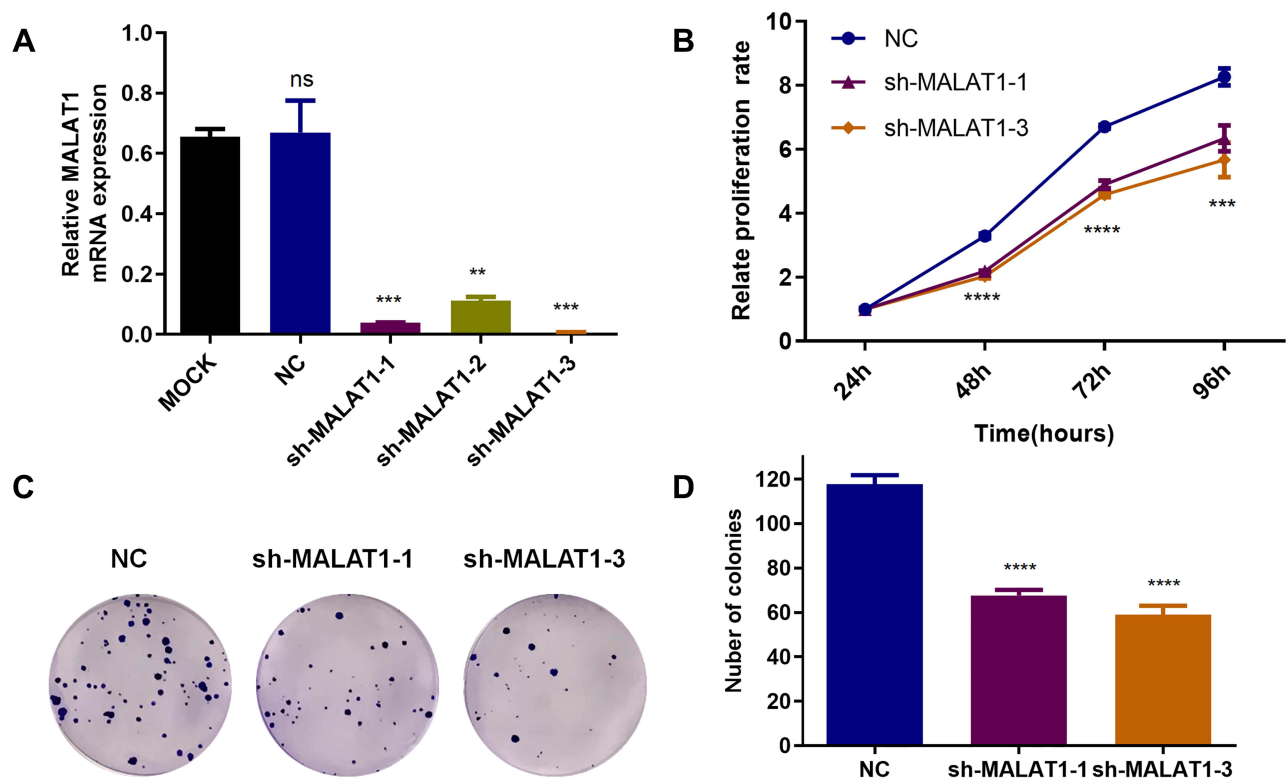 A
Relative MALAT1
mRNA expression
1.0
0.8
0.6
0.4
0.2
0.0
ns
***
**
***
MOCK
NC
sh-MALAT1-1
sh-MALAT1-2
sh-MALAT1-3
B
Relate proliferation rate
10
8
6
4
2
0
NC
sh-MALAT1-1
sh-MALAT1-3
****
****
***
24h
48h
72h
96h
Time(hours)
C
NC
sh-MALAT1-1
sh-MALAT1-3
D
Nuber of colonies
120
100
80
60
40
20
0
****
****
NC
sh-MALAT1-1
sh-MALAT1-3